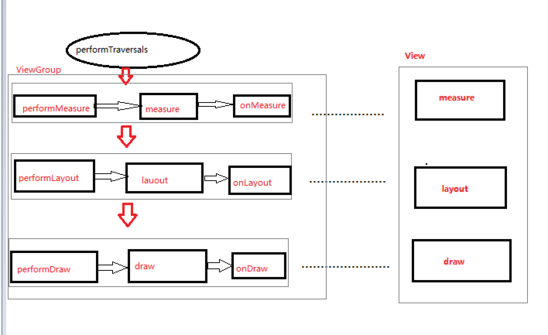 performTraversals
View
ViewGroup
performMeasure
measure
onMeasure
measure
performLayout
lauout
onLayout
layout
performDraw
draw
onDraw
draw